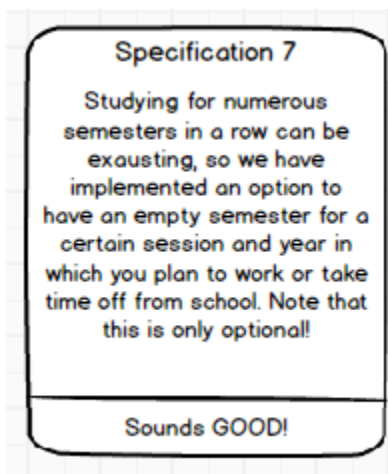 Specification 7
Studying for numerous
semesters in a row can be
exausting, so we have
implemented an option to
have an empty semester for a
certain session and year in
which you plan to work or take
time off from school. Note that
this is only optional!
Sounds GOOD!